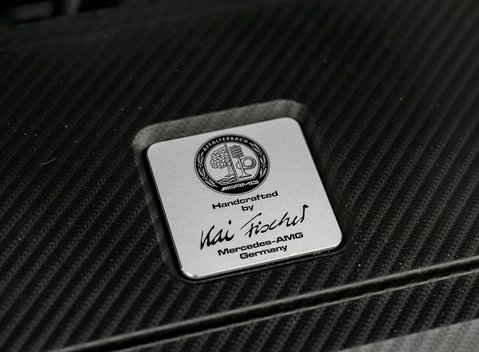 AFFALTERBACH
AMG
Handcrafted
by
Kai Fischer
Mercedes-AMG
Germany